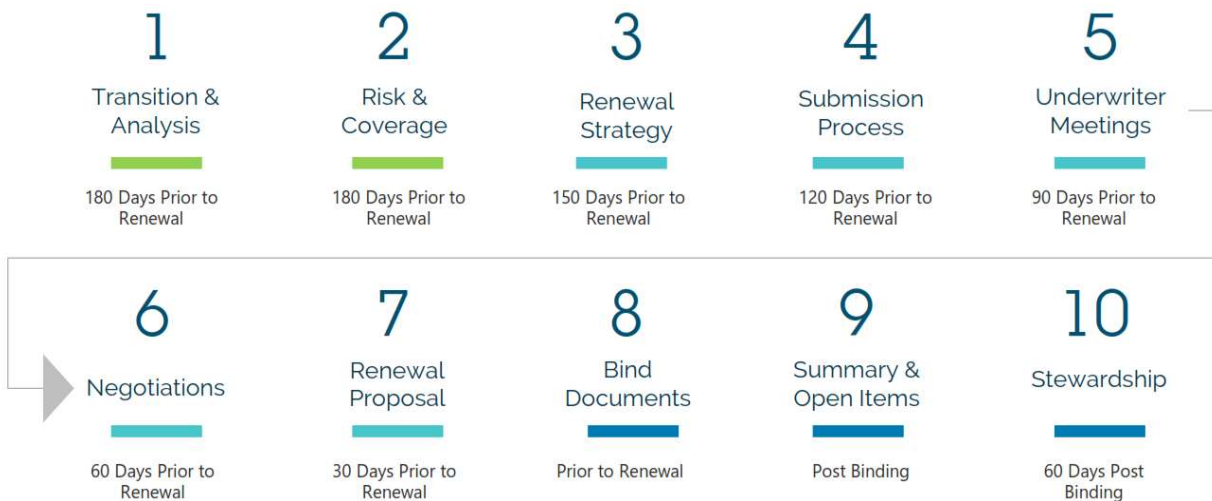 1
Transition &
Analysis
180 Days Prior to
Renewal
2
Risk &
Coverage
180 Days Prior to
Renewal
3
Renewal
Strategy
150 Days Prior to
Renewal
4
Submission
Process
120 Days Prior to
Renewal
5
Underwriter
Meetings
90 Days Prior to
Renewal
6
Negotiations
60 Days Prior to
Renewal
7
Renewal
Proposal
30 Days Prior to
Renewal
8
Bind
Documents
Prior to Renewal
9
Summary &
Open Items
Post Binding
10
Stewardship
60 Days Post
Binding